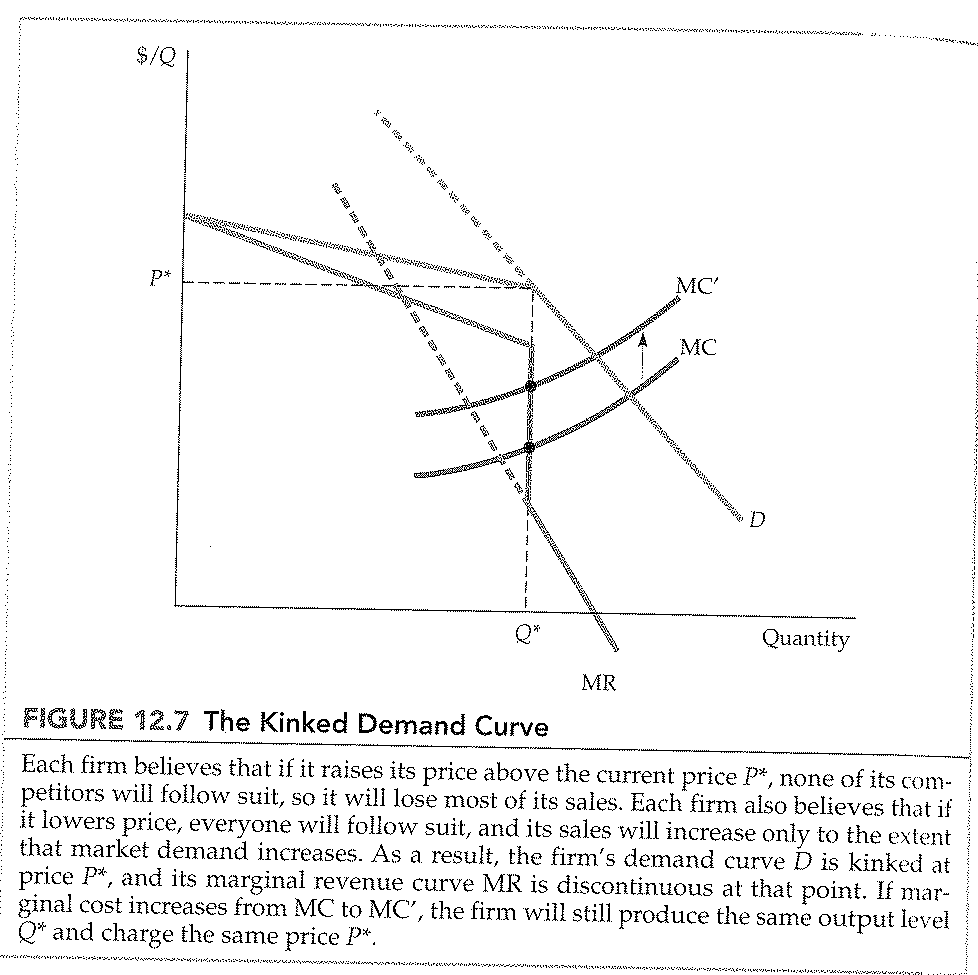 $/Q
P*
MC′
MC
D
Q*
Quantity
MR
FIGURE 12.7 The Kinked Demand Curve
Each firm believes that if it raises its price above the current price P*, none of its com-
petitors will follow suit, so it will lose most of its sales. Each firm also believes that if
it lowers price, everyone will follow suit, and its sales will increase only to the extent
that market demand increases. As a result, the firm's demand curve D is kinked at
price P*, and its marginal revenue curve MR is discontinuous at that point. If mar-
ginal cost increases from MC to MC′, the firm will still produce the same output level
Q* and charge the same price P*.